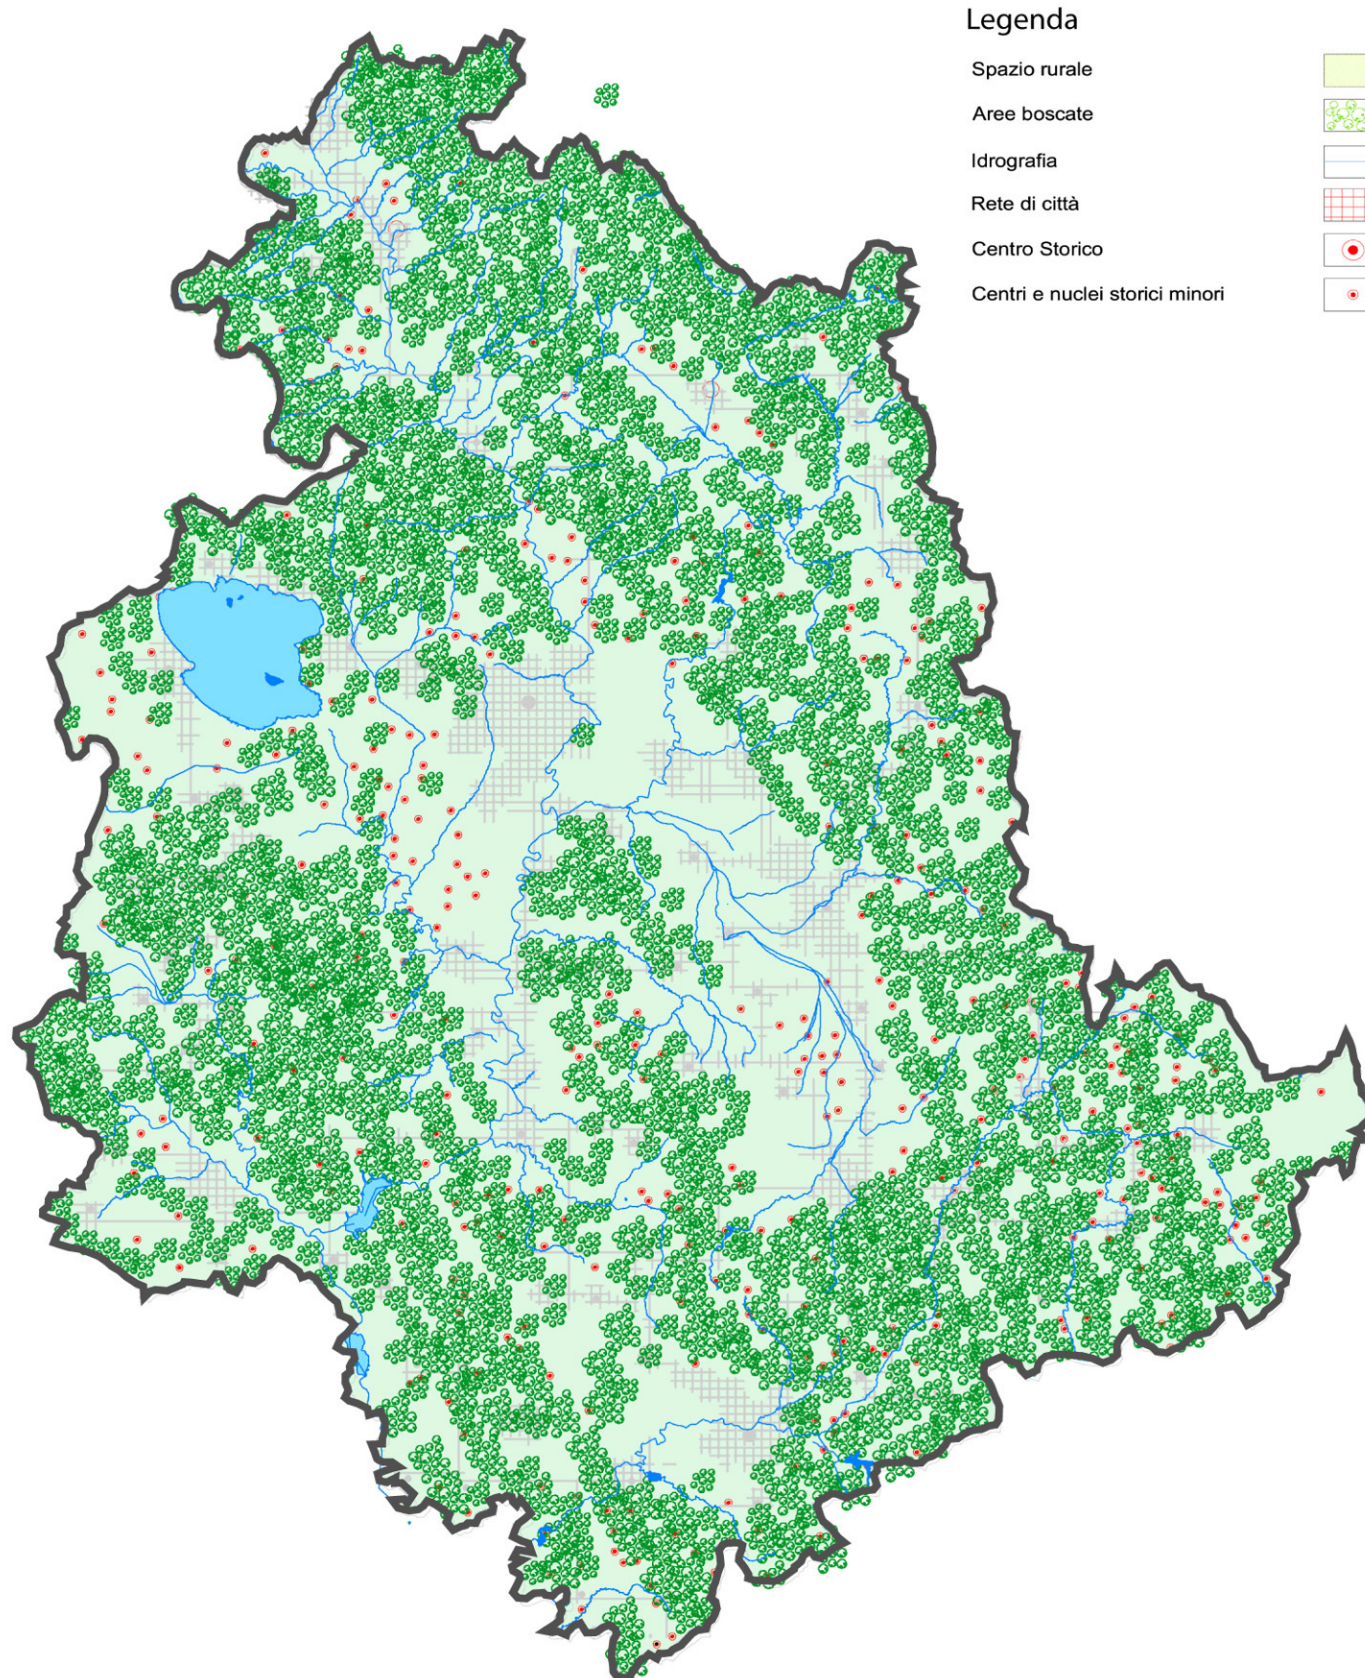 Legenda
Spazio rurale
Aree boscate
Idrografia
Rete di città
Centro Storico
Centri e nuclei storici minori